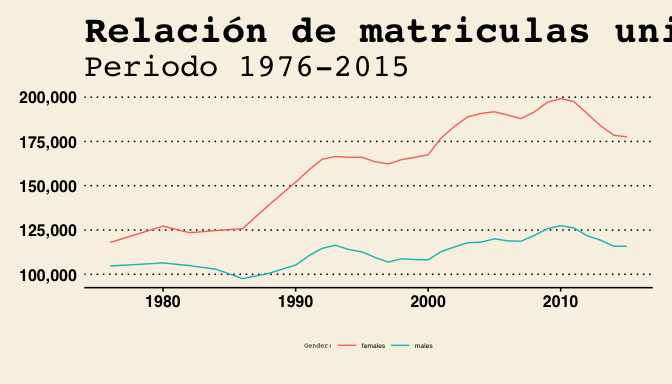 Relación de matriculas uni
Periodo 1976-2015
200,000
175,000
150,000
125,000
100,000
1980 1990 2000 2010
Gender: females males